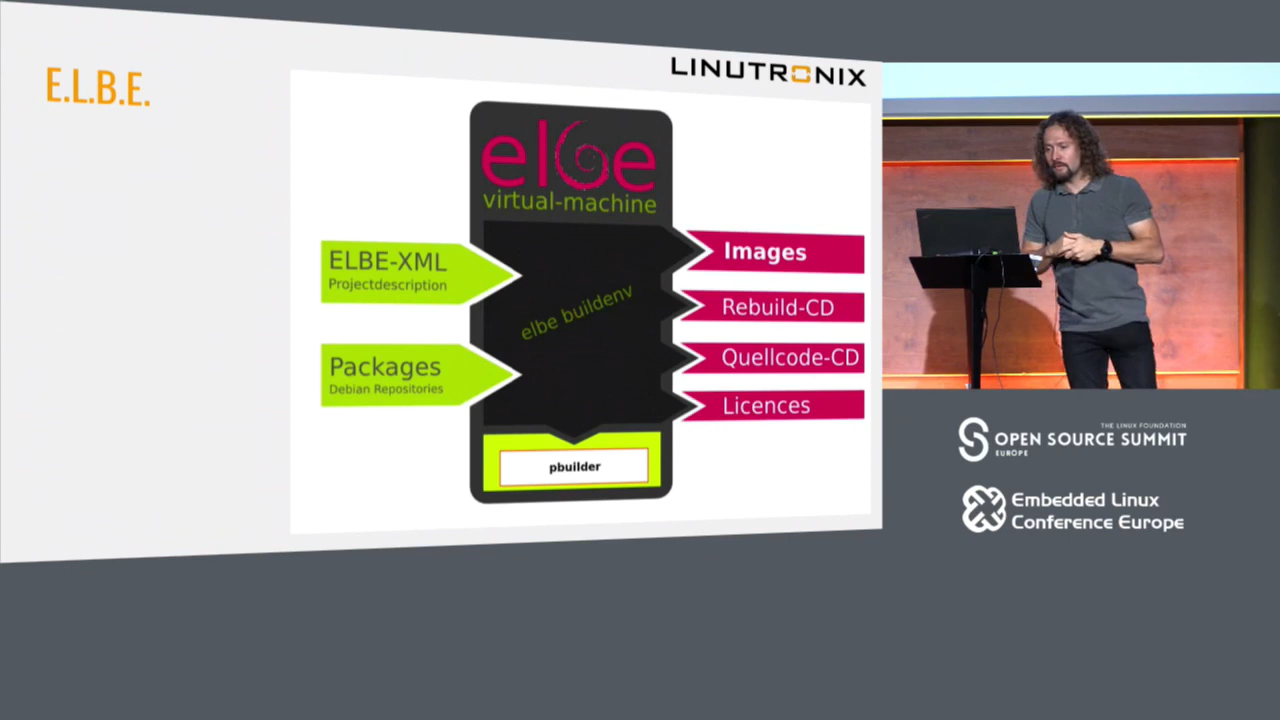 E.L.B.E.
LINUTRONIX
elbe
virtual-machine
ELBE-XML
Projectdescription
Packages
Debian Repositories
elbe buildenv
Images
Rebuild-CD
Quellcode-CD
Licences
pbuilder
THE LINUX FOUNDATION
OPEN SOURCE SUMMIT
EUROPE
Embedded Linux
Conference Europe